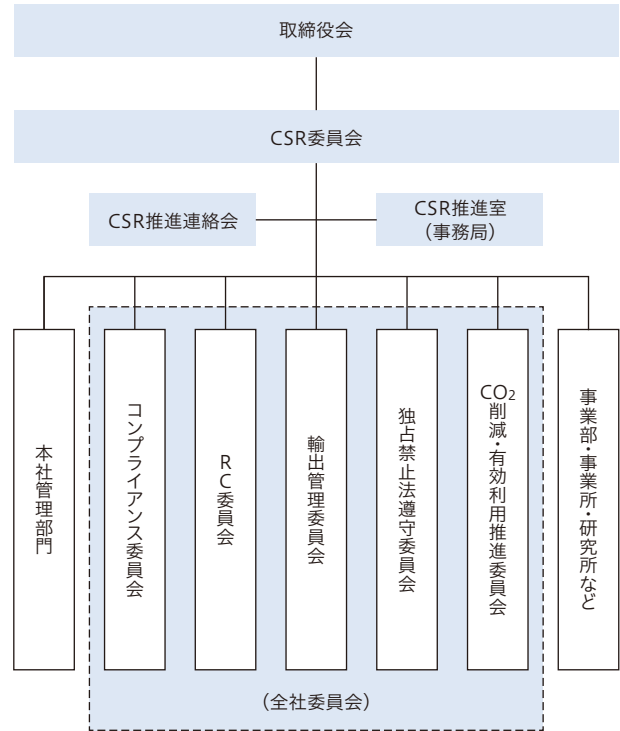 取締役会
CSR委員会
CSR推進連絡会
CSR推進室
(事務局)
本社管理部門
コンプライアンス委員会
RC委員会
輸出管理委員会
独占禁止法遵守委員会
CO₂削減・有効利用推進委員会
事業部・事業所・研究所など
(全社委員会)